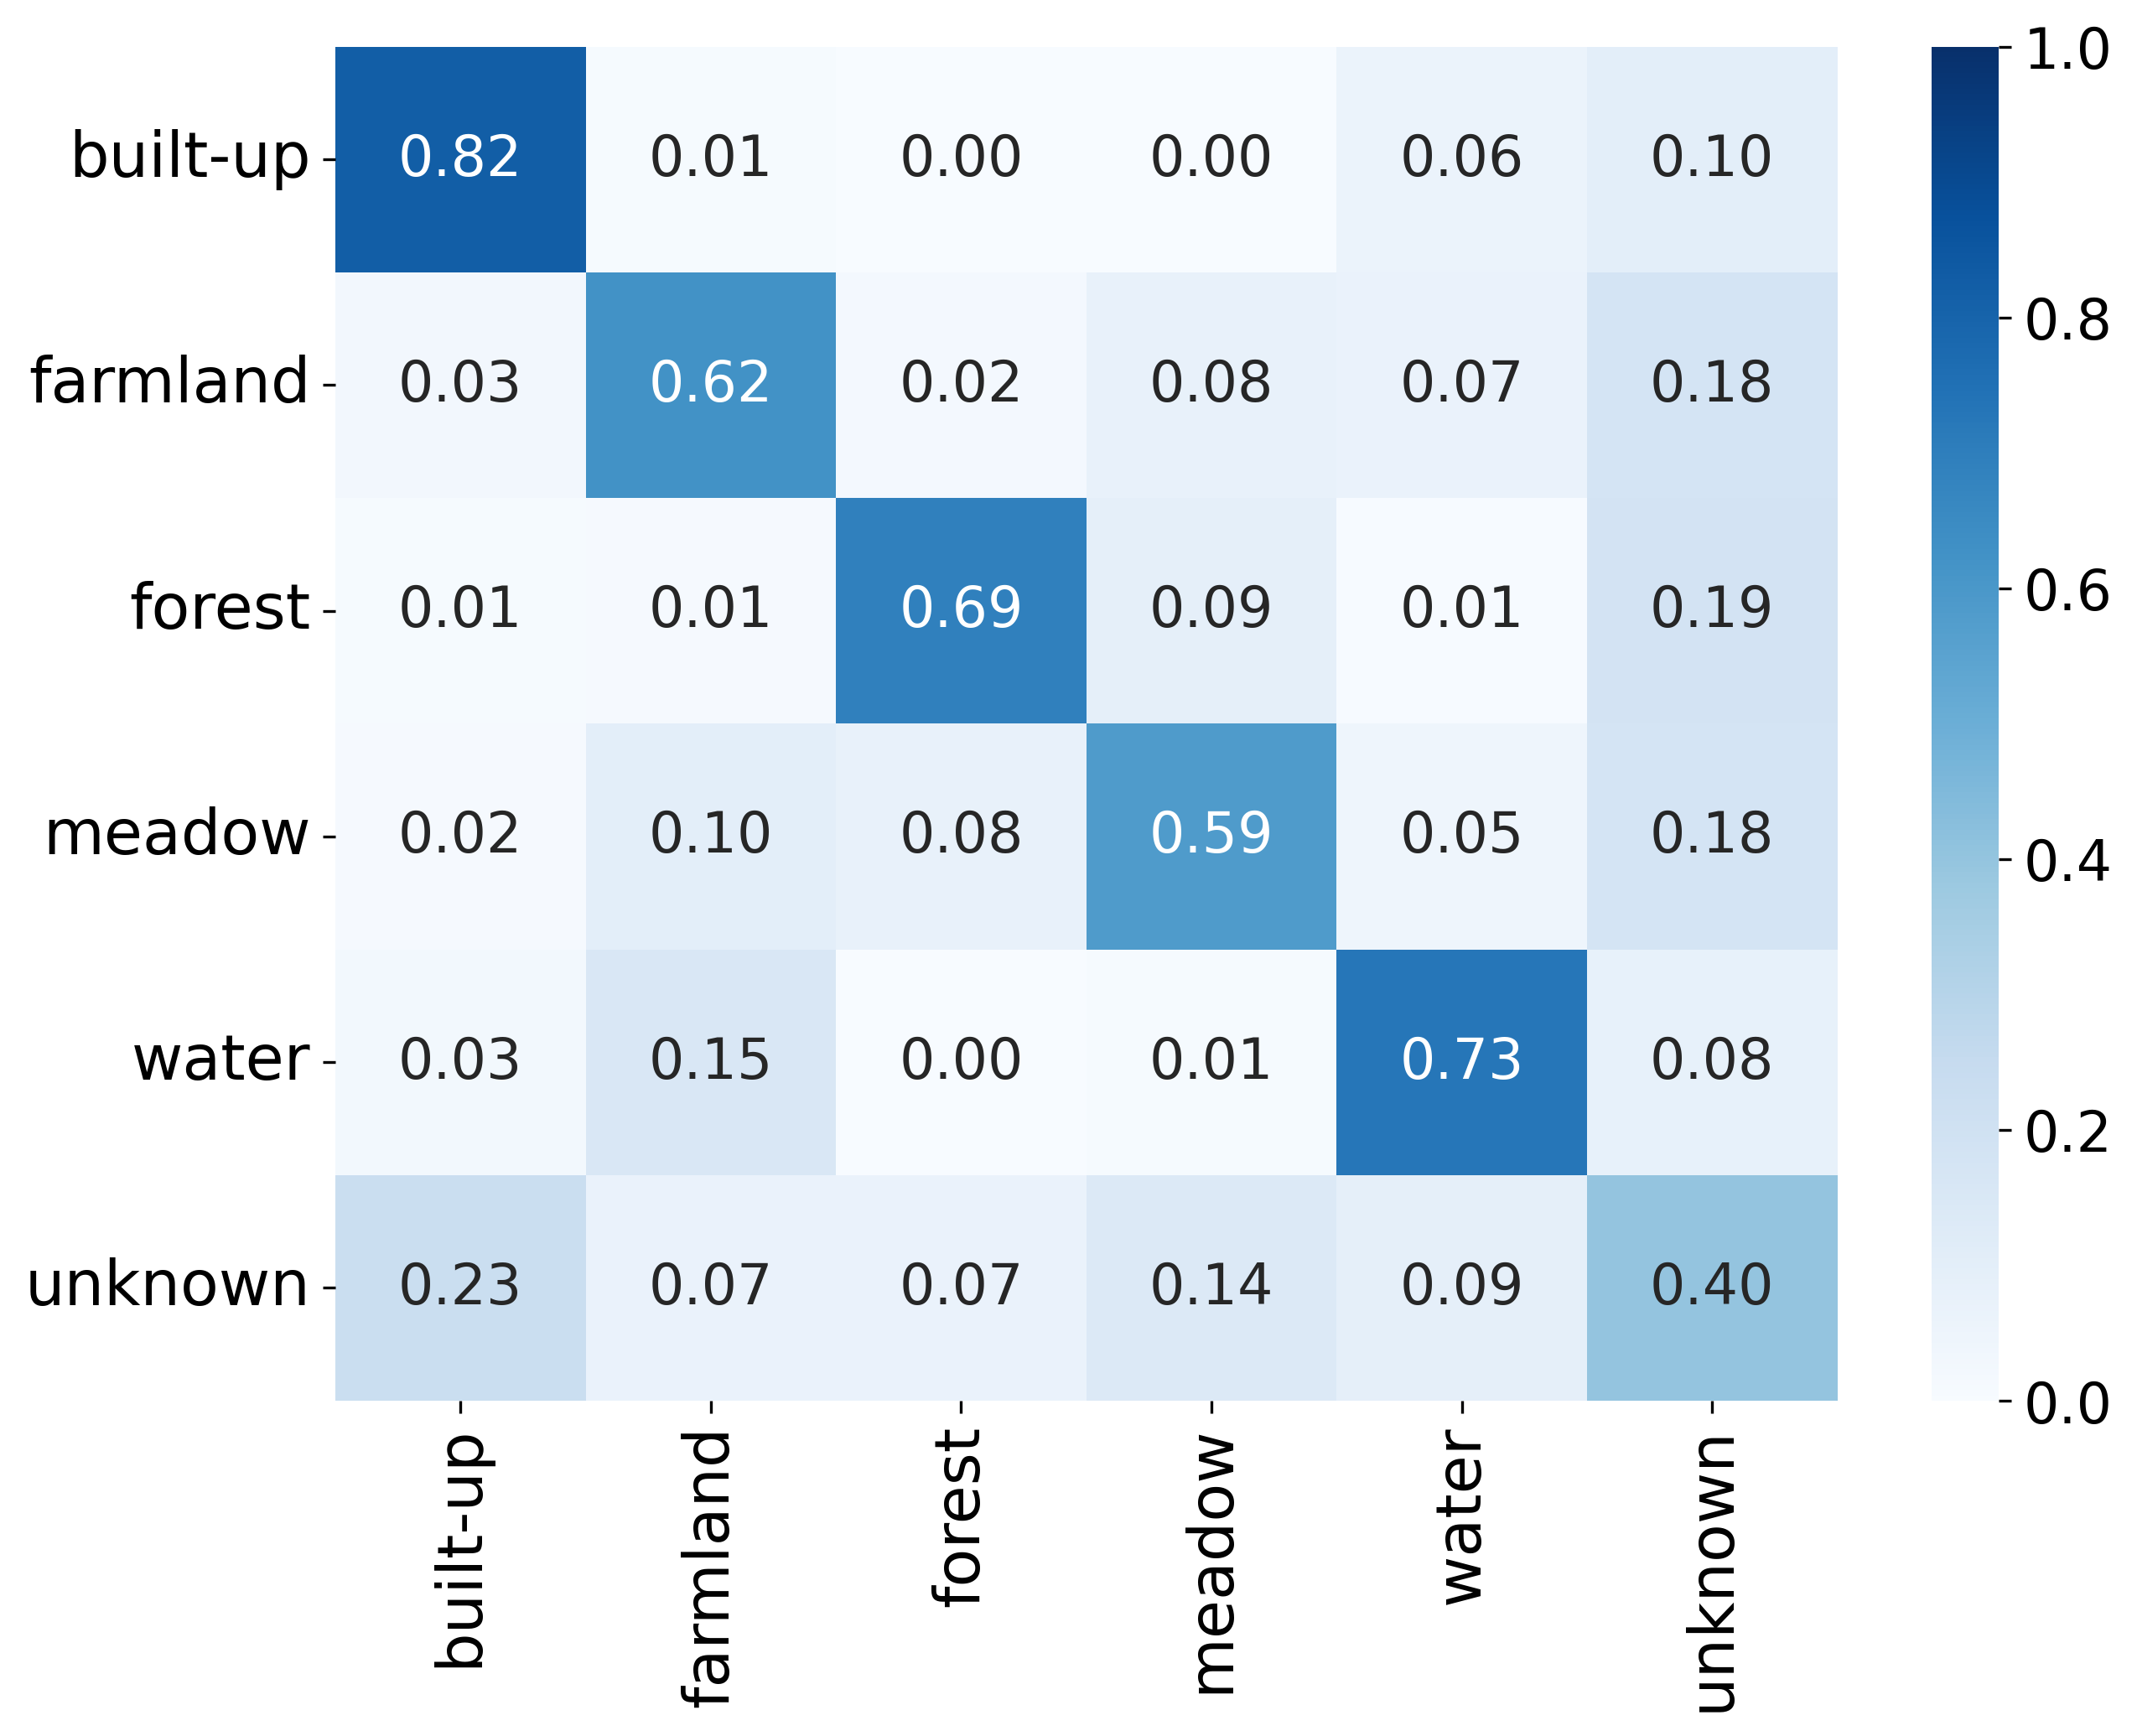 built-up 0.82 0.01 0.00 0.00 0.06 0.10
farmland 0.03 0.62 0.02 0.08 0.07 0.18
forest 0.01 0.01 0.69 0.09 0.01 0.19
meadow 0.02 0.10 0.08 0.59 0.05 0.18
water 0.03 0.15 0.00 0.01 0.73 0.08
unknown 0.23 0.07 0.07 0.14 0.09 0.40
built-up farmland forest meadow water unknown
1.0
0.8
0.6
0.4
0.2
0.0